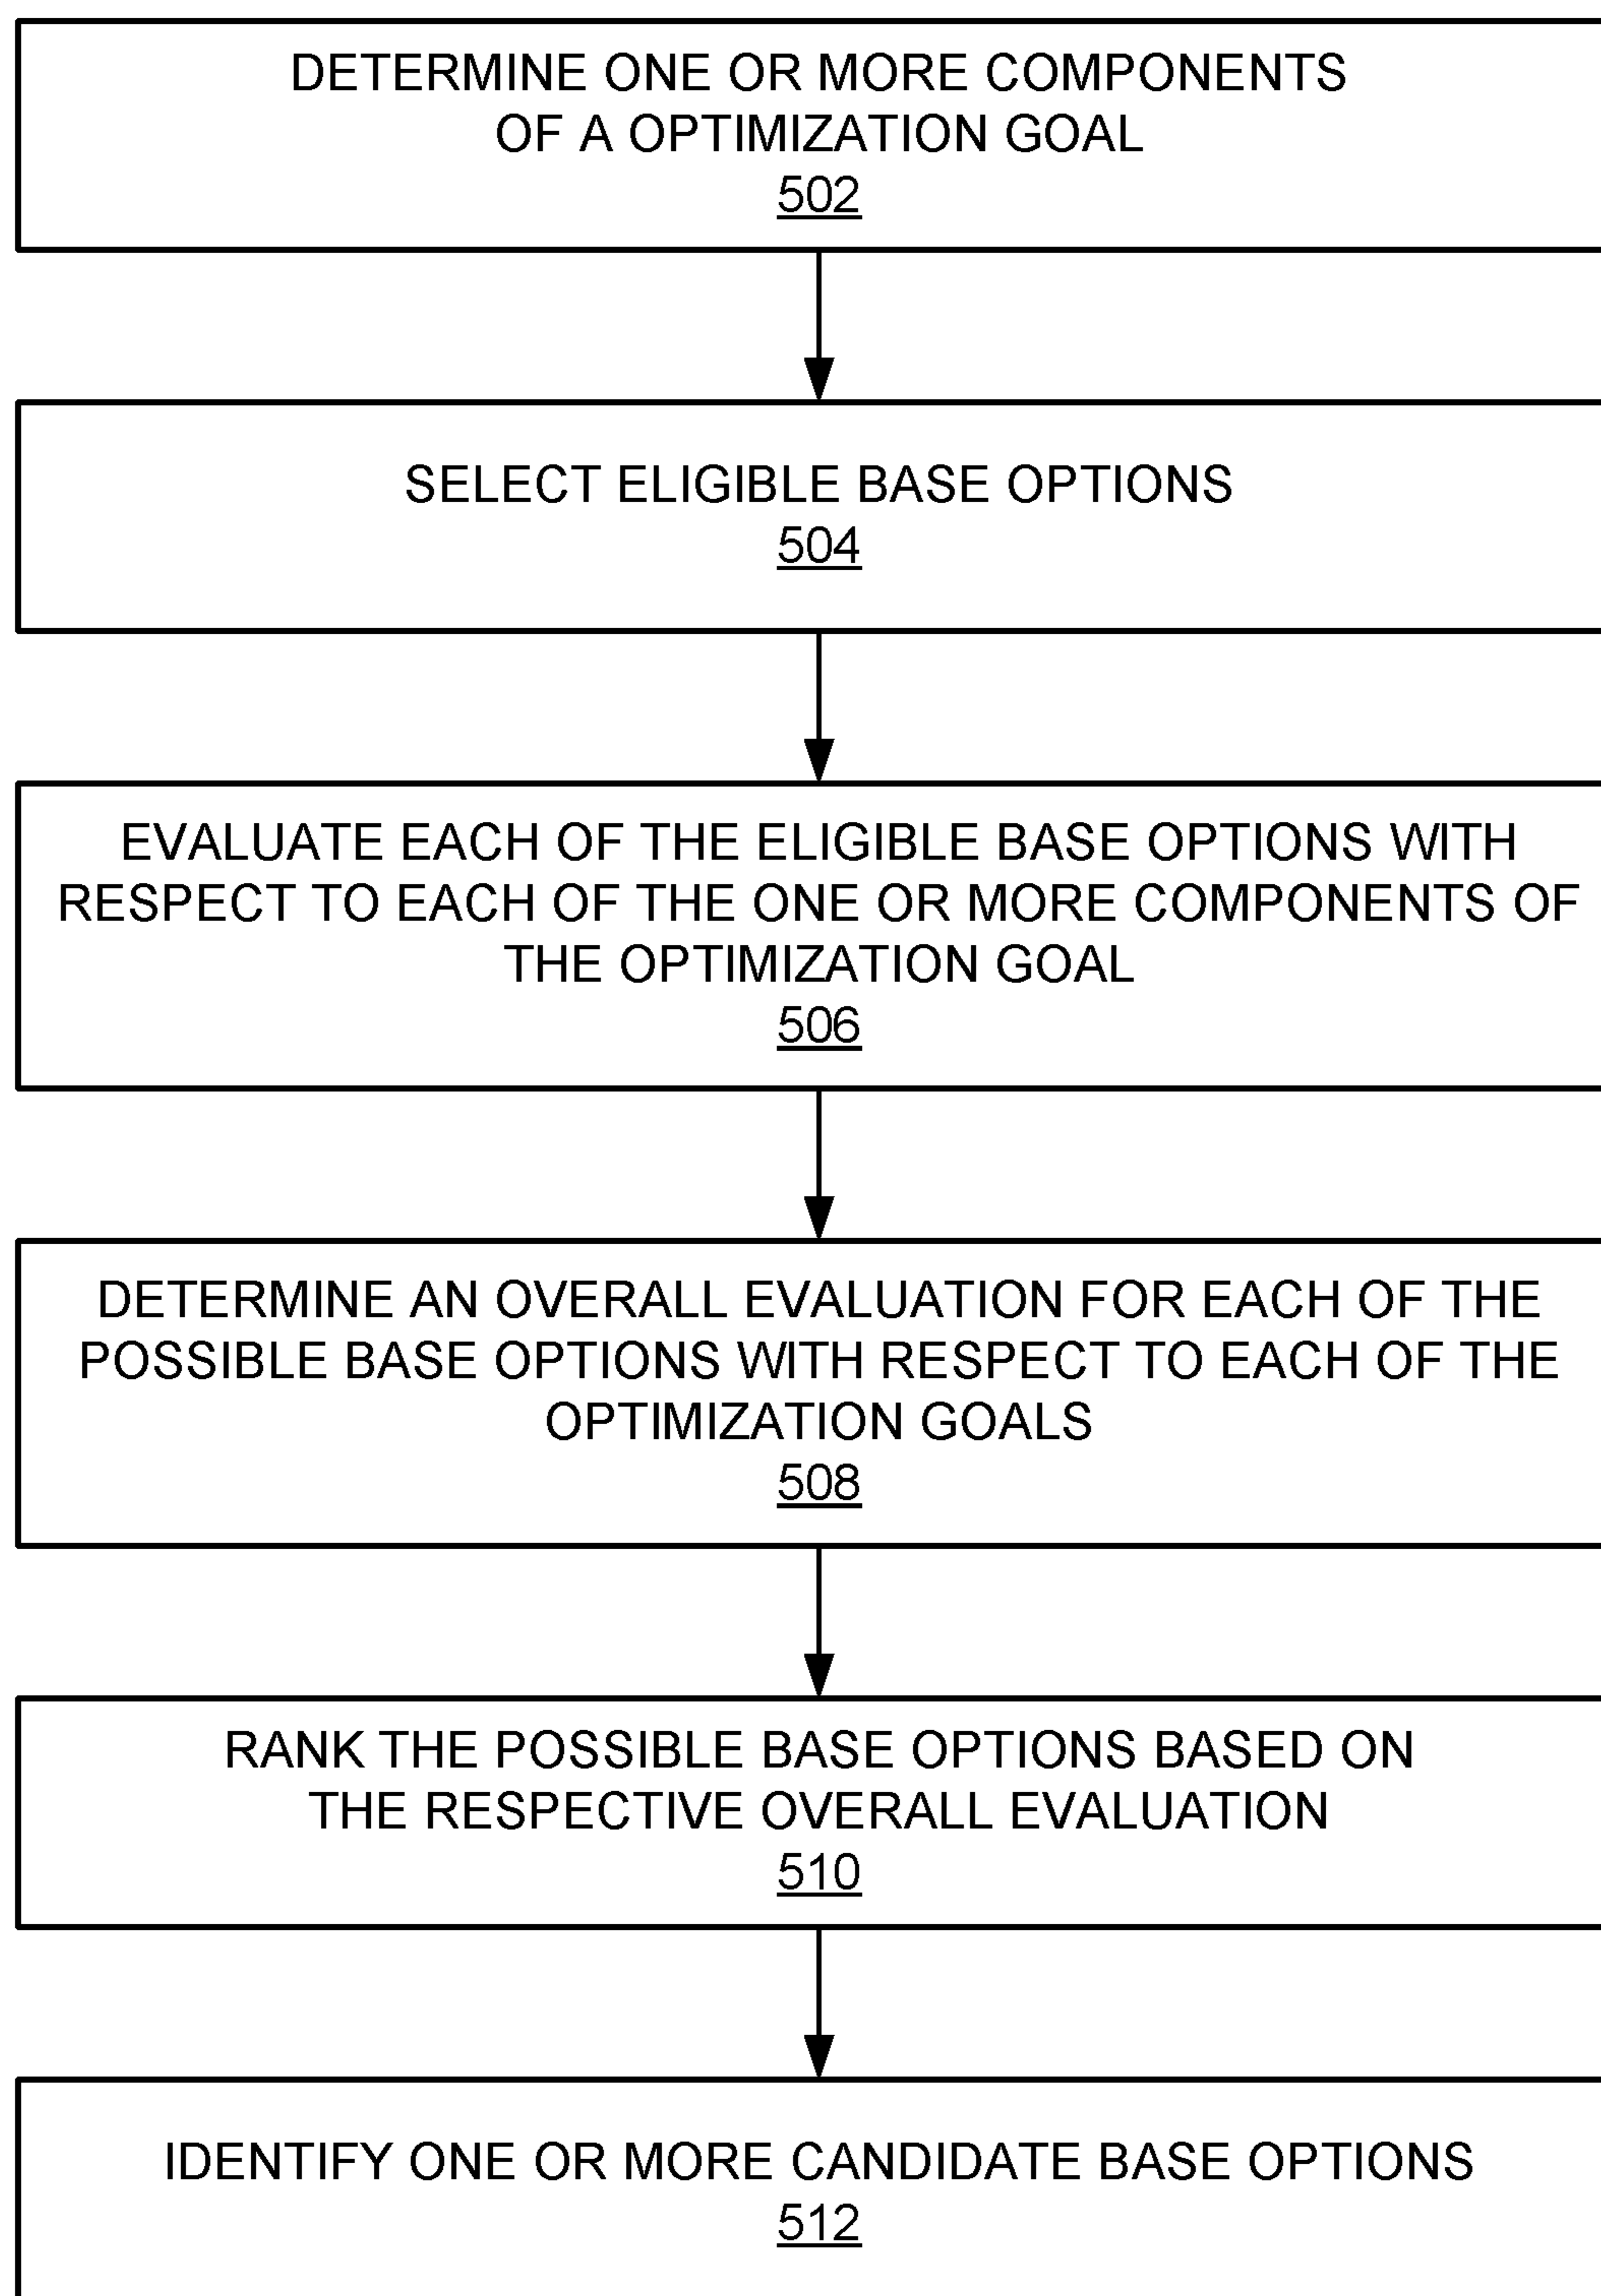 DETERMINE ONE OR MORE COMPONENTS
OF A OPTIMIZATION GOAL
502
SELECT ELIGIBLE BASE OPTIONS
504
EVALUATE EACH OF THE ELIGIBLE BASE OPTIONS WITH
RESPECT TO EACH OF THE ONE OR MORE COMPONENTS OF
THE OPTIMIZATION GOAL
506
DETERMINE AN OVERALL EVALUATION FOR EACH OF THE
POSSIBLE BASE OPTIONS WITH RESPECT TO EACH OF THE
OPTIMIZATION GOALS
508
RANK THE POSSIBLE BASE OPTIONS BASED ON
THE RESPECTIVE OVERALL EVALUATION
510
IDENTIFY ONE OR MORE CANDIDATE BASE OPTIONS
512